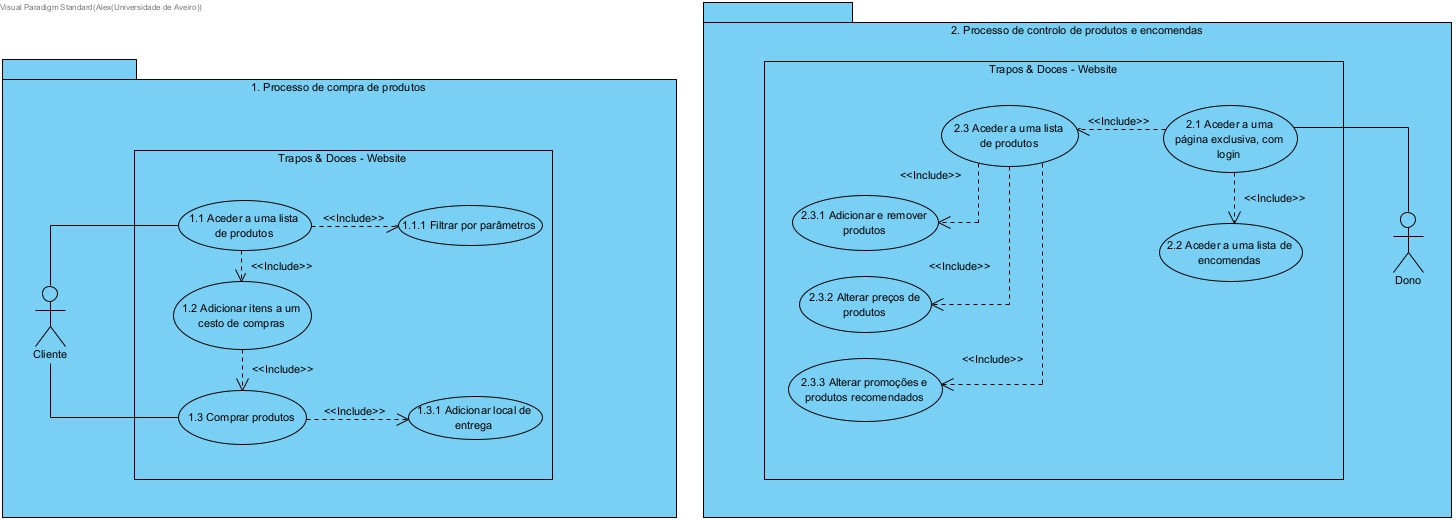 Visual Paradigm Standard(Alex(Universidade de Aveiro))
1. Processo de compra de produtos
Trapos & Doces - Website
1.1 Aceder a uma lista
de produtos
<<Include>>
1.1.1 Filtrar por parâmetros
<<Include>>
1.2 Adicionar itens a um
cesto de compras
Cliente
<<Include>>
1.3 Comprar produtos
<<Include>>
1.3.1 Adicionar local de
entrega
2. Processo de controlo de produtos e encomendas
Trapos & Doces - Website
2.3 Aceder a uma lista
de produtos
<<Include>>
2.1 Aceder a uma
página exclusiva, com
login
<<Include>>
<<Include>>
2.3.1 Adicionar e remover
produtos
2.2 Aceder a uma lista de
encomendas
Dono
<<Include>>
2.3.2 Alterar preços de
produtos
<<Include>>
2.3.3 Alterar promoções e
produtos recomendados